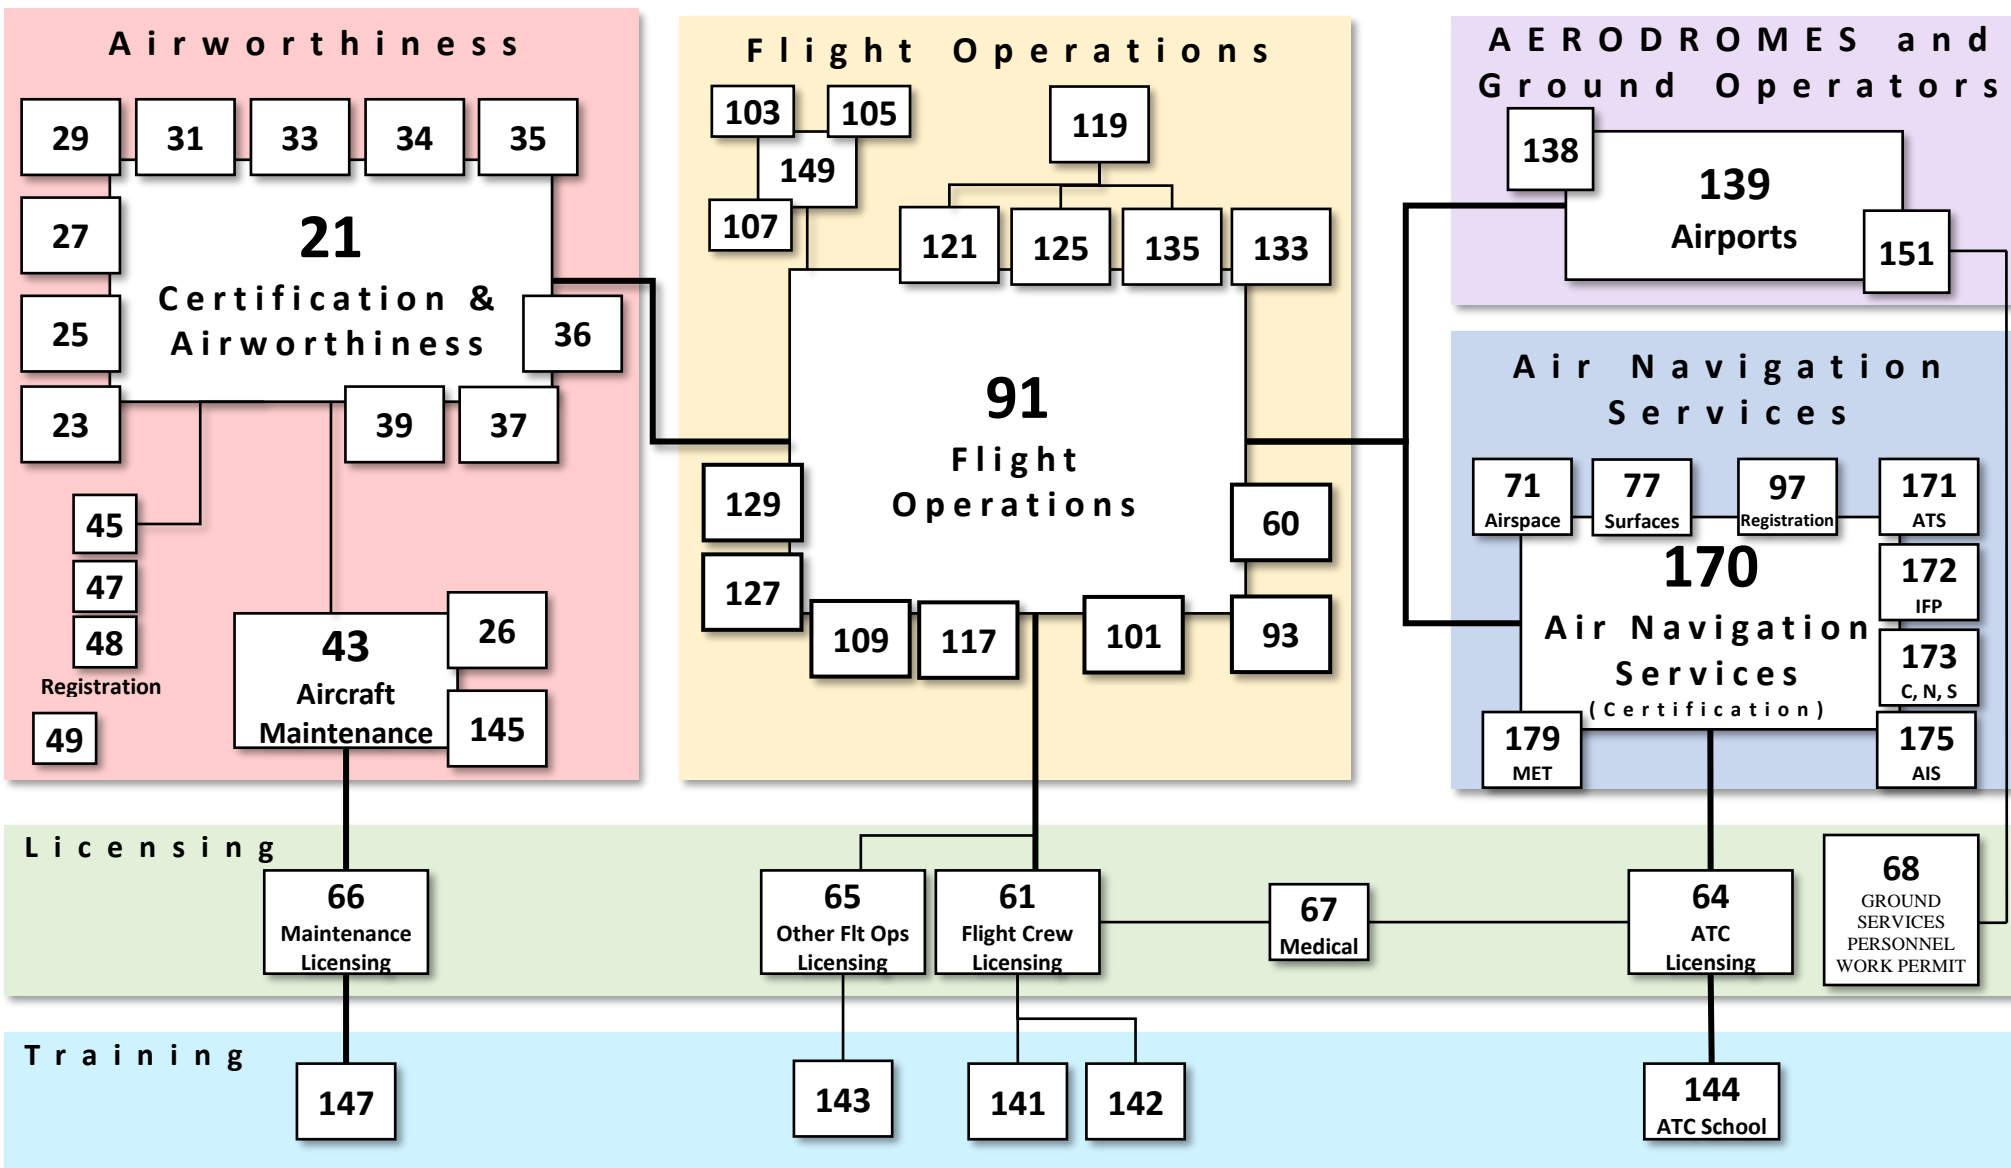 Airworthiness
29
31
33
34
35
27
21
Certification &
Airworthiness
25
36
23
39
37
45
47
48
Registration
49
43
Aircraft
Maintenance
26
145
Flight Operations
103
105
149
107
119
121
125
135
133
91
Flight
Operations
129
127
60
109
117
101
93
AERODROMES and
Ground Operators
138
139
Airports
151
Air Navigation
Services
71
Airspace
77
Surfaces
97
Registration
171
ATS
170
Air Navigation
Services
(Certification)
172
IFP
173
C, N, S
179
MET
175
AIS
Licensing
66
Maintenance
Licensing
65
Other Flt Ops
Licensing
61
Flight Crew
Licensing
67
Medical
64
ATC
Licensing
68
GROUND
SERVICES
PERSONNEL
WORK PERMIT
Training
147
143
141
142
144
ATC School